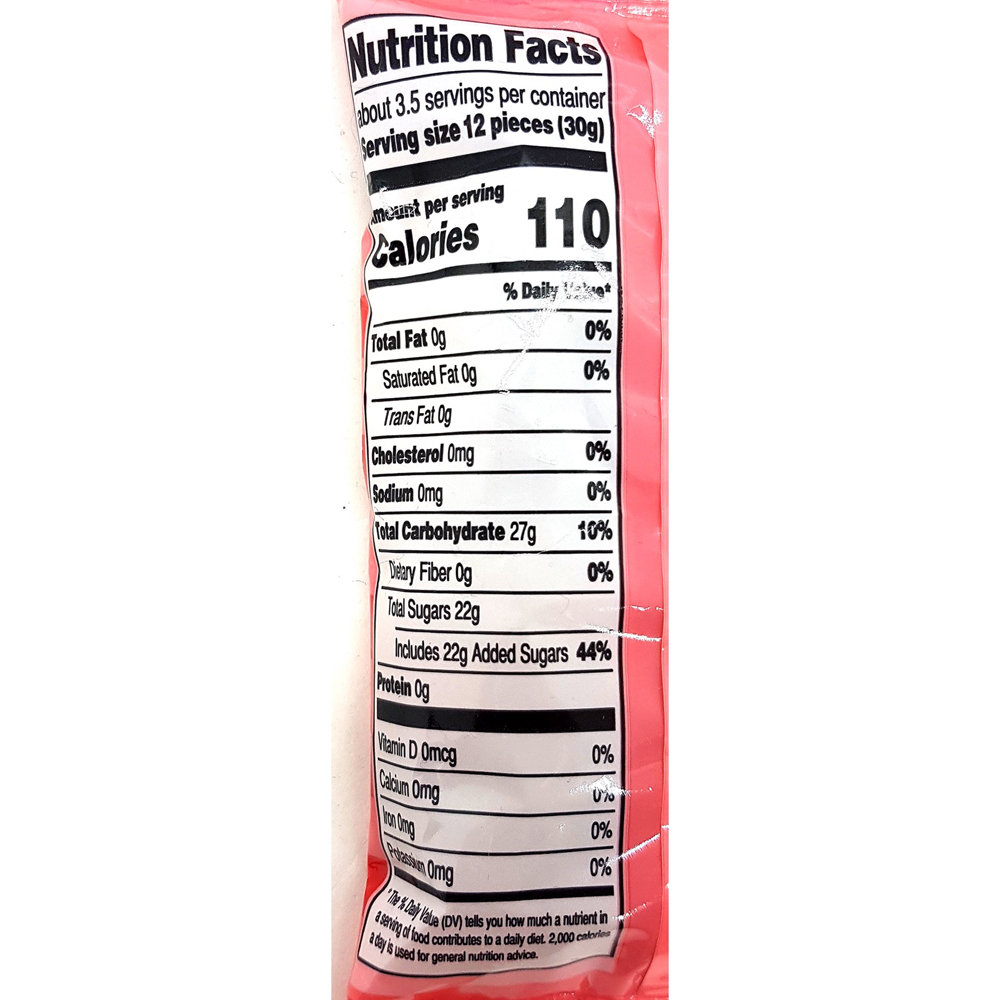 Nutrition Facts
about 3.5 servings per container
Serving size 12 pieces (30g)
Amount per serving
Calories 110
% Daily Value*
Total Fat 0g 0%
Saturated Fat 0g 0%
Trans Fat 0g
Cholesterol 0mg 0%
Sodium 0mg 0%
Total Carbohydrate 27g 10%
Dietary Fiber 0g 0%
Total Sugars 22g
Includes 22g Added Sugars 44%
Protein 0g
Vitamin D 0mcg 0%
Calcium 0mg 0%
Iron 0mg 0%
Potassium 0mg 0%
*The % Daily Value (DV) tells you how much a nutrient in
a serving of food contributes to a daily diet. 2,000 calories
a day is used for general nutrition advice.